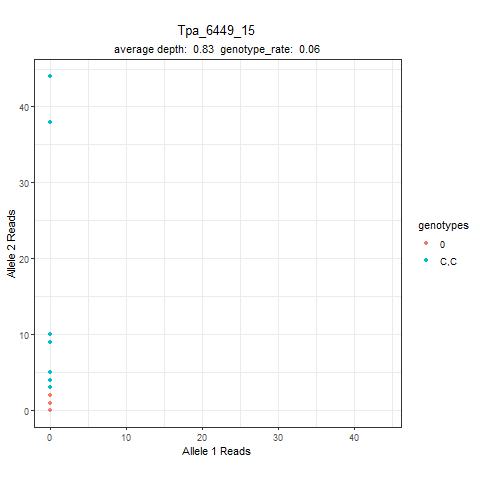 Tpa_6449_15
average depth:  0.83  genotype_rate:  0.06
40
30
20
10
0
Allele 2 Reads
0 10 20 30 40
Allele 1 Reads
genotypes
0
C,C